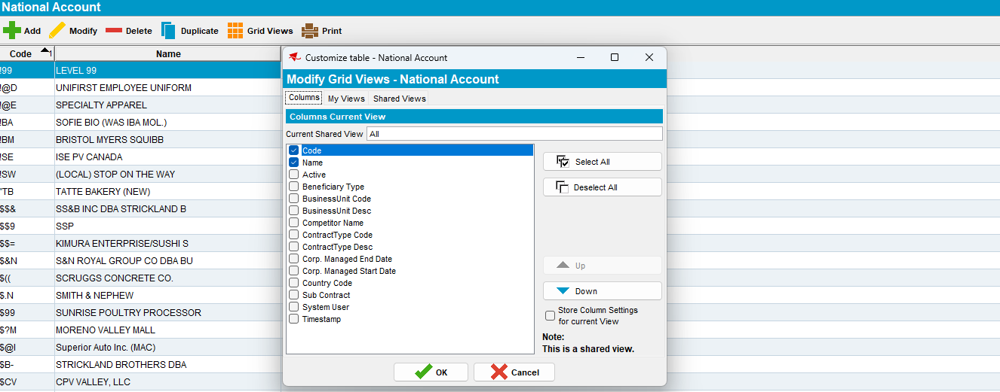 National Account
Add Modify Delete Duplicate Grid Views Print
Code 1 Name
!99 LEVEL 99
!@D UNIFIRST EMPLOYEE UNIFORM
!@E SPECIALTY APPAREL
!BA SOFIE BIO (WAS IBA MOL.)
!BM BRISTOL MYERS SQUIBB
!SE ISE PV CANADA
!SW (LOCAL) STOP ON THE WAY
"TB TATTE BAKERY (NEW)
$$& SS&B INC DBA STRICKLAND B
$$9 SSP
$$= KIMURA ENTERPRISE/SUSHI S
$&N S&N ROYAL GROUP CO DBA BU
$(( SCRUGGS CONCRETE CO.
$.N SMITH & NEPHEW
$99 SUNRISE POULTRY PROCESSOR
$?M MORENO VALLEY MALL
$@I Superior Auto Inc. (MAC)
$B- STRICKLAND BROTHERS DBA
$CV CPV VALLEY, LLC
Customize table - National Account
Modify Grid Views - National Account
Columns My Views Shared Views
Columns Current View
Current Shared View All
Code
Name
Active
Beneficiary Type
BusinessUnit Code
BusinessUnit Desc
Competitor Name
ContractType Code
ContractType Desc
Corp. Managed End Date
Corp. Managed Start Date
Country Code
Sub Contract
System User
Timestamp
Select All
Deselect All
Up
Down
Store Column Settings
for current View
Note:
This is a shared view.
OK Cancel